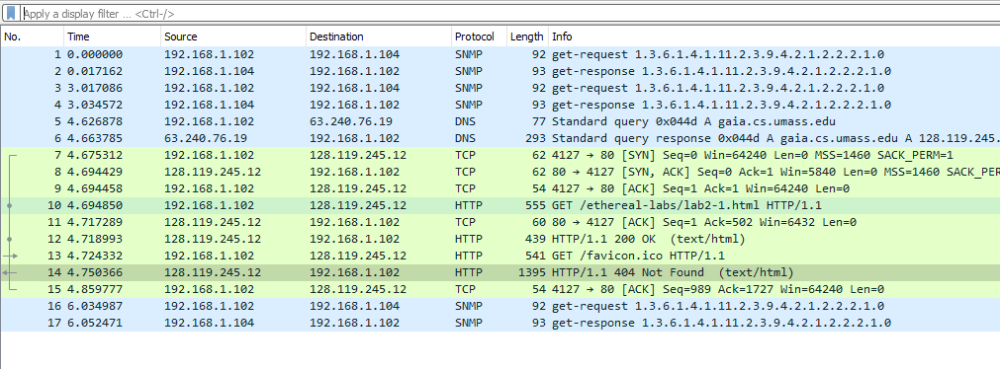 Apply a display filter ... <Ctrl-/>
No. Time Source Destination Protocol Length Info
1 0.000000 192.168.1.102 192.168.1.104 SNMP 92 get-request 1.3.6.1.4.1.11.2.3.9.4.2.1.2.2.2.1.0
2 0.017162 192.168.1.104 192.168.1.102 SNMP 93 get-response 1.3.6.1.4.1.11.2.3.9.4.2.1.2.2.2.1.0
3 3.017086 192.168.1.102 192.168.1.104 SNMP 92 get-request 1.3.6.1.4.1.11.2.3.9.4.2.1.2.2.2.1.0
4 3.034572 192.168.1.104 192.168.1.102 SNMP 93 get-response 1.3.6.1.4.1.11.2.3.9.4.2.1.2.2.2.1.0
5 4.626878 192.168.1.102 63.240.76.19 DNS 77 Standard query 0x044d A gaia.cs.umass.edu
6 4.663785 63.240.76.19 192.168.1.102 DNS 293 Standard query response 0x044d A gaia.cs.umass.edu A 128.119.245.
7 4.675312 192.168.1.102 128.119.245.12 TCP 62 4127 → 80 [SYN] Seq=0 Win=64240 Len=0 MSS=1460 SACK_PERM=1
8 4.694429 128.119.245.12 192.168.1.102 TCP 62 80 → 4127 [SYN, ACK] Seq=0 Ack=1 Win=5840 Len=0 MSS=1460 SACK_PER
9 4.694458 192.168.1.102 128.119.245.12 TCP 54 4127 → 80 [ACK] Seq=1 Ack=1 Win=64240 Len=0
10 4.694850 192.168.1.102 128.119.245.12 HTTP 555 GET /ethereal-labs/lab2-1.html HTTP/1.1
11 4.717289 128.119.245.12 192.168.1.102 TCP 60 80 → 4127 [ACK] Seq=1 Ack=502 Win=6432 Len=0
12 4.718993 128.119.245.12 192.168.1.102 HTTP 439 HTTP/1.1 200 OK (text/html)
13 4.724332 192.168.1.102 128.119.245.12 HTTP 541 GET /favicon.ico HTTP/1.1
14 4.750366 128.119.245.12 192.168.1.102 HTTP 1395 HTTP/1.1 404 Not Found (text/html)
15 4.859777 192.168.1.102 128.119.245.12 TCP 54 4127 → 80 [ACK] Seq=989 Ack=1727 Win=64240 Len=0
16 6.034987 192.168.1.102 192.168.1.104 SNMP 92 get-request 1.3.6.1.4.1.11.2.3.9.4.2.1.2.2.2.1.0
17 6.052471 192.168.1.104 192.168.1.102 SNMP 93 get-response 1.3.6.1.4.1.11.2.3.9.4.2.1.2.2.2.1.0